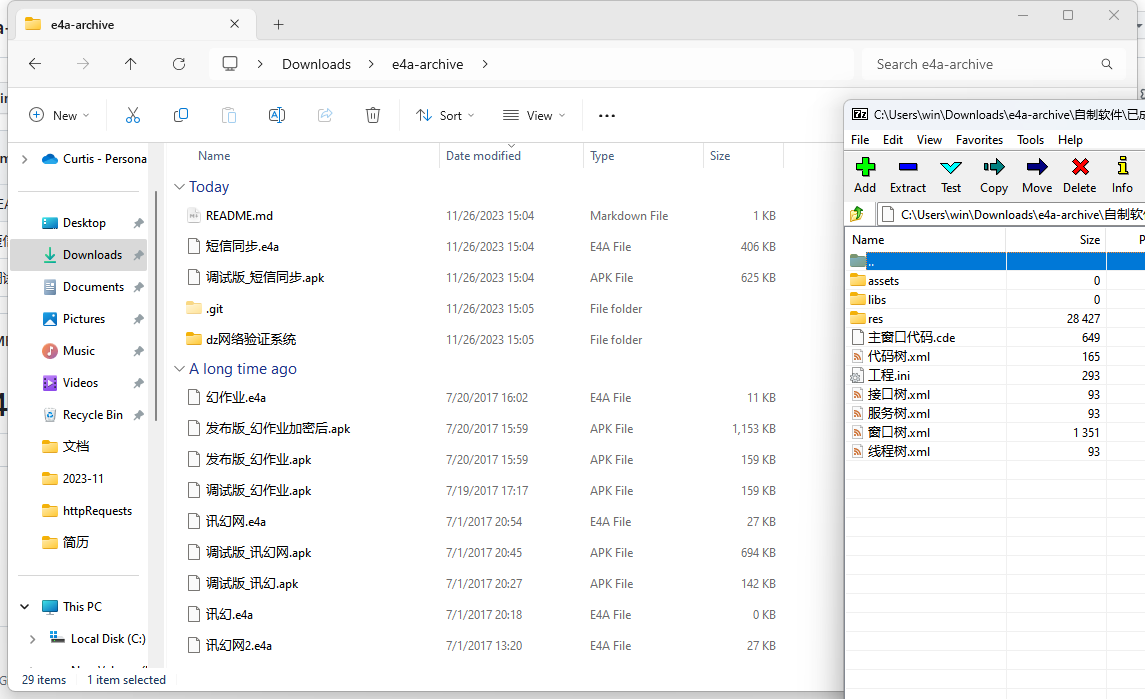 e4a-archive
Downloads
e4a-archive
Search e4a-archive
New
Sort
View
Name
Date modified
Type
Size
Curtis - Persona
Desktop
Downloads
Documents
Pictures
Music
Videos
Recycle Bin
文档
2023-11
httpRequests
简历
This PC
Local Disk (C:)
Today
README.md 11/26/2023 15:04 Markdown File 1 KB
短信同步.e4a 11/26/2023 15:04 E4A File 406 KB
调试版_短信同步.apk 11/26/2023 15:04 APK File 625 KB
.git 11/26/2023 15:05 File folder
dz网络验证系统 11/26/2023 15:05 File folder
A long time ago
幻作业.e4a 7/20/2017 16:02 E4A File 11 KB
发布版_幻作业加密后.apk 7/20/2017 15:59 APK File 1,153 KB
发布版_幻作业.apk 7/20/2017 15:59 APK File 159 KB
调试版_幻作业.apk 7/19/2017 17:17 APK File 159 KB
讯幻网.e4a 7/1/2017 20:54 E4A File 27 KB
调试版_讯幻网.apk 7/1/2017 20:45 APK File 694 KB
调试版_讯幻.apk 7/1/2017 20:27 APK File 142 KB
讯幻.e4a 7/1/2017 20:18 E4A File 0 KB
讯幻网2.e4a 7/1/2017 13:20 E4A File 27 KB
29 items 1 item selected
7z C:\Users\win\Downloads\e4a-archive\自制软件\已成
File Edit View Favorites Tools Help
Add Extract Test Copy Move Delete Info
C:\Users\win\Downloads\e4a-archive\自制软件
Name Size P
..
assets 0
libs 0
res 28 427
主窗口代码.cde 649
代码树.xml 165
工程.ini 293
接口树.xml 93
服务树.xml 93
窗口树.xml 1 351
线程树.xml 93